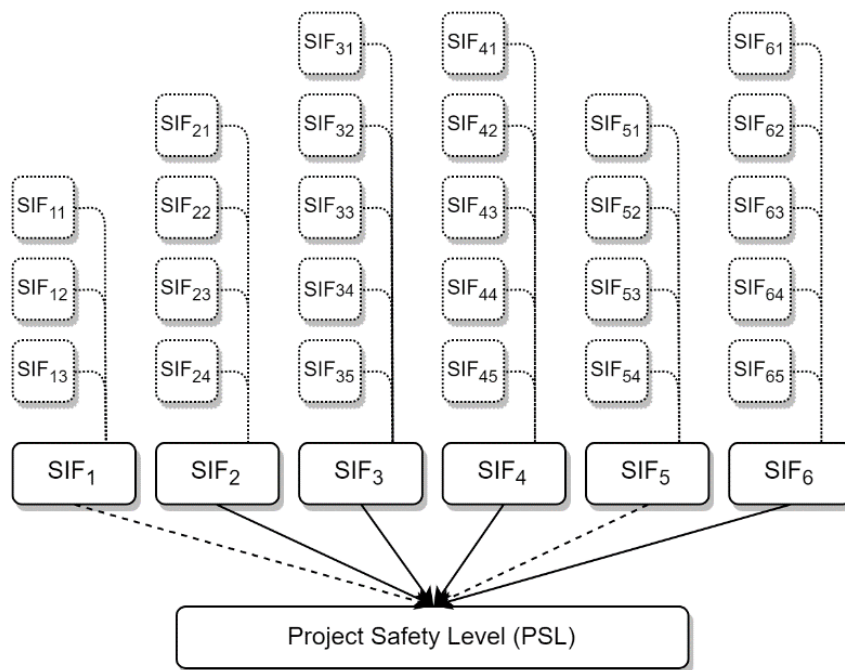 SIF31 SIF41 SIF61
SIF21 SIF32 SIF42 SIF51 SIF62
SIF11 SIF22 SIF33 SIF43 SIF52 SIF63
SIF12 SIF23 SIF34 SIF44 SIF53 SIF64
SIF13 SIF24 SIF35 SIF45 SIF54 SIF65
SIF1 SIF2 SIF3 SIF4 SIF5 SIF6
Project Safety Level (PSL)